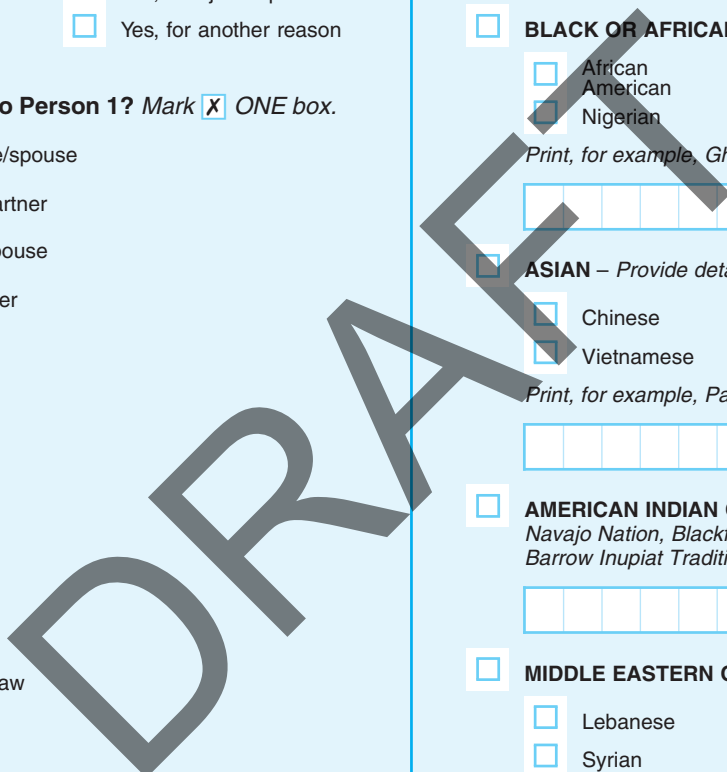 Yes, for another reason
o Person 1? Mark X ONE box.
e/spouse
artner
pouse
er
aw
BLACK OR AFRICAN
African
American
Nigerian
Print, for example, Gh
ASIAN – Provide deta
Chinese
Vietnamese
Print, for example, Pa
AMERICAN INDIAN
Navajo Nation, Blackf
Barrow Inupiat Traditi
MIDDLE EASTERN
Lebanese
Syrian
DRAFT